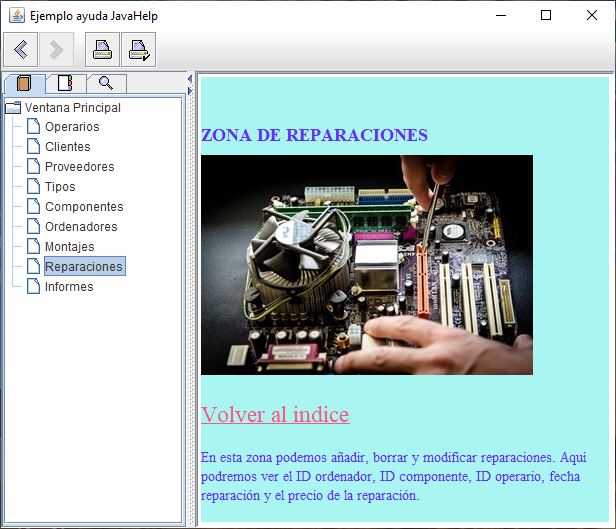 Ejemplo ayuda JavaHelp
Ventana Principal
Operarios
Clientes
Proveedores
Tipos
Componentes
Ordenadores
Montajes
Reparaciones
Informes
ZONA DE REPARACIONES
Volver al indice
En esta zona podemos añadir, borrar y modificar reparaciones. Aqui
podremos ver el ID ordenador, ID componente, ID operario, fecha
reparación y el precio de la reparación.